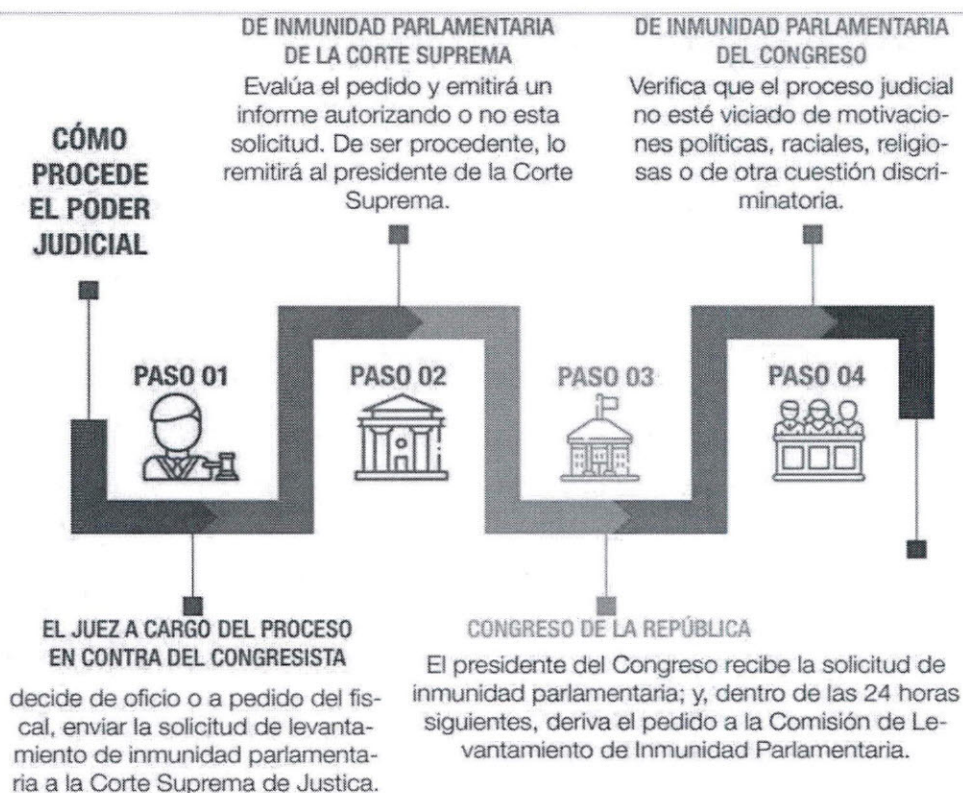 CÓMO
PROCEDE
EL PODER
JUDICIAL
PASO 01
EL JUEZ A CARGO DEL PROCESO
EN CONTRA DEL CONGRESISTA
decide de oficio o a pedido del fis-
cal, enviar la solicitud de levanta-
miento de inmunidad parlamenta-
ria a la Corte Suprema de Justica.
DE INMUNIDAD PARLAMENTARIA
DE LA CORTE SUPREMA
Evalúa el pedido y emitirá un
informe autorizando o no esta
solicitud. De ser procedente, lo
remitirá al presidente de la Corte
Suprema.
PASO 02
PASO 03
CONGRESO DE LA REPÚBLICA
El presidente del Congreso recibe la solicitud de
inmunidad parlamentaria; y, dentro de las 24 horas
siguientes, deriva el pedido a la Comisión de Le-
vantamiento de Inmunidad Parlamentaria.
DE INMUNIDAD PARLAMENTARIA
DEL CONGRESO
Verifica que el proceso judicial
no esté viciado de motivacio-
nes políticas, raciales, religio-
sas o de otra cuestión discri-
minatoria.
PASO 04